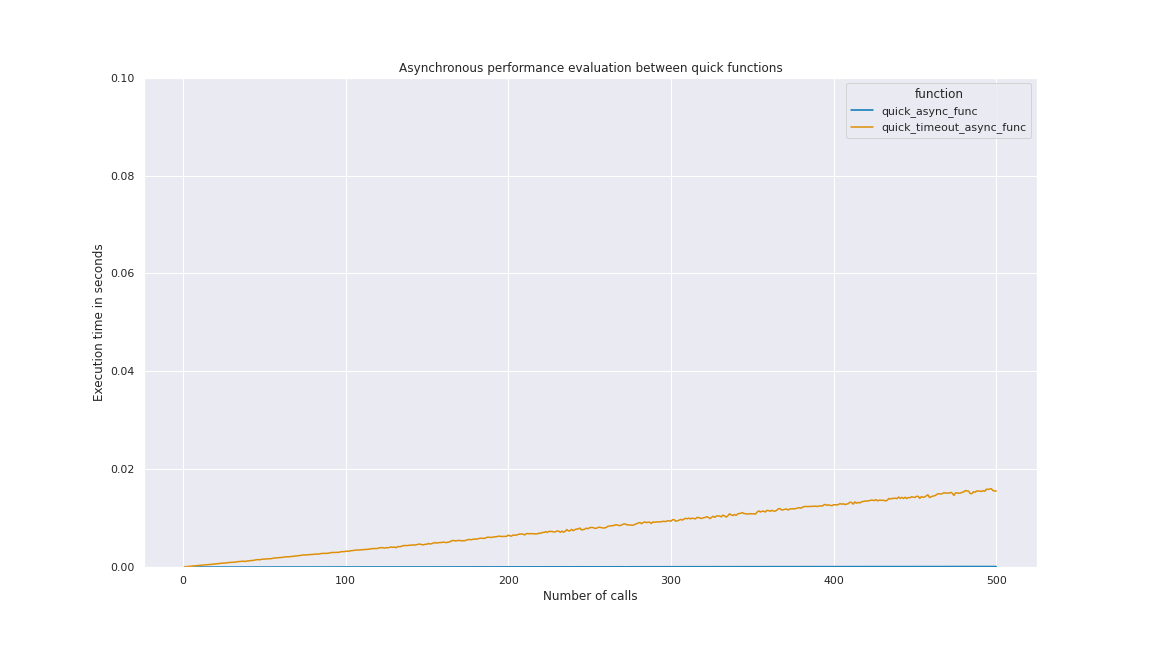 Asynchronous performance evaluation between quick functions
function
quick_async_func
quick_timeout_async_func
0.10
0.08
0.06
0.04
0.02
0.00
Execution time in seconds
0 100 200 300 400 500
Number of calls